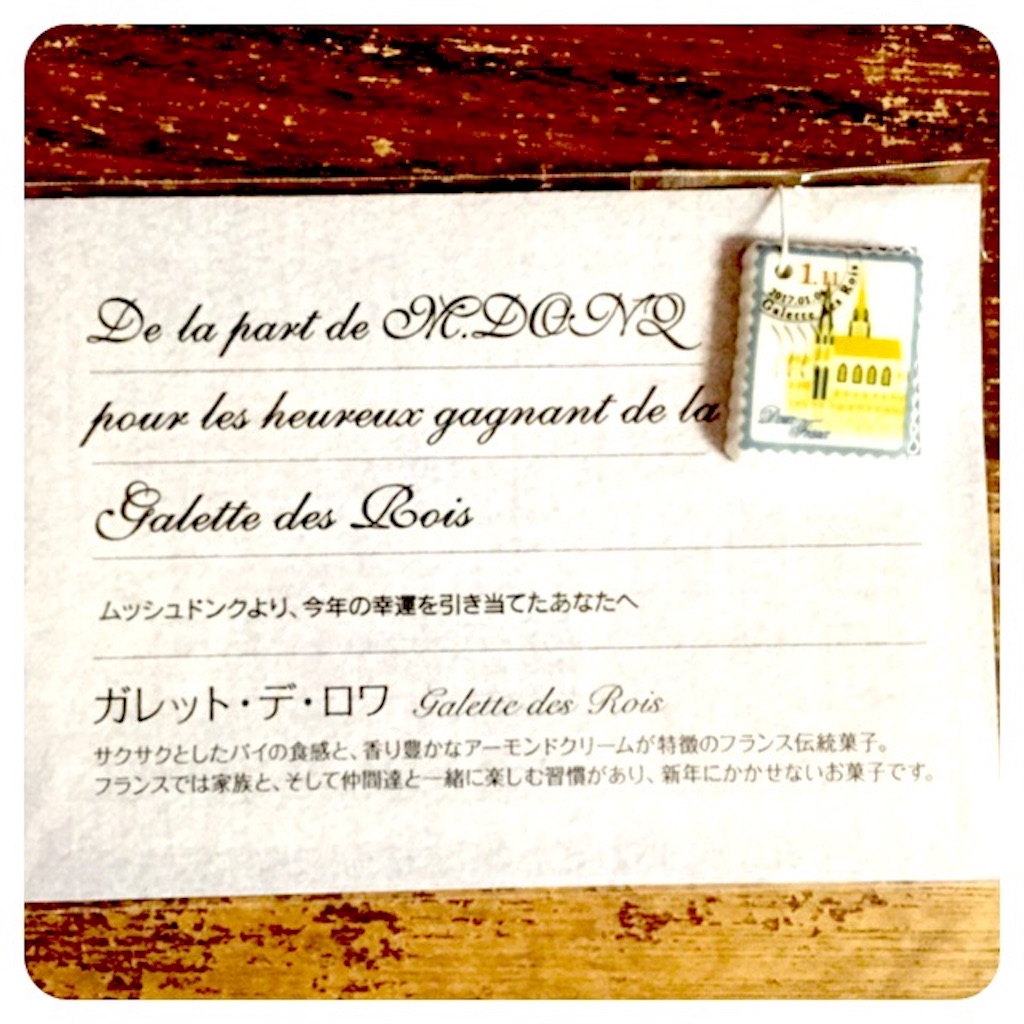 De la part de M.DONQ
pour les heureux gagnant de la
Galette des Rois
ムッシュドンクより、今年の幸運を引き当てたあなたへ
ガレット・デ・ロワ Galette des Rois
サクサクとしたパイの食感と、香り豊かなアーモンドクリームが特徴のフランス伝統菓子。
フランスでは家族と、そして仲間達と一緒に楽しむ習慣があり、新年にかかせないお菓子です。
2017.01
Galette des Rois